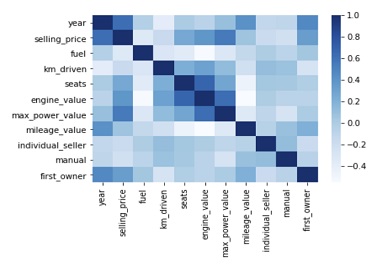 year
selling_price
fuel
km_driven
seats
engine_value
max_power_value
mileage_value
individual_seller
manual
first_owner
year
selling_price
fuel
km_driven
seats
engine_value
max_power_value
mileage_value
individual_seller
manual
first_owner
1.0
0.8
0.6
0.4
0.2
0.0
−0.2
−0.4